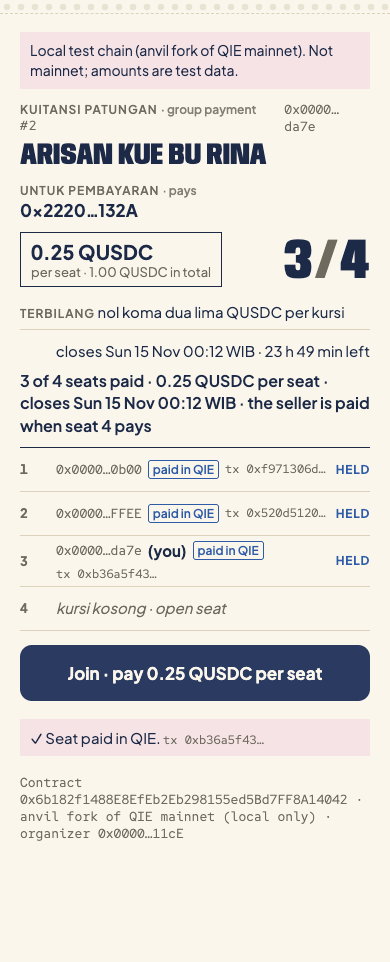 Local test chain (anvil fork of QIE mainnet). Not
mainnet; amounts are test data.
KUITANSI PATUNGAN · group payment
#2
0x0000…
da7e
ARISAN KUE BU RINA
UNTUK PEMBAYARAN · pays
0×2220…132A
0.25 QUSDC
per seat · 1.00 QUSDC in total
3/4
TERBILANG nol koma dua lima QUSDC per kursi
closes Sun 15 Nov 00:12 WIB · 23 h 49 min left
3 of 4 seats paid · 0.25 QUSDC per seat ·
closes Sun 15 Nov 00:12 WIB · the seller is paid
when seat 4 pays
1 0x0000…0b00 paid in QIE tx 0xf971306d… HELD
2 0x0000…FFEE paid in QIE tx 0x520d5120… HELD
3 0x0000…da7e (you) paid in QIE HELD
tx 0xb36a5f43…
4 kursi kosong · open seat
Join · pay 0.25 QUSDC per seat
✓ Seat paid in QIE. tx 0xb36a5f43…
Contract
0x6b182f1488E8EfEb2Eb298155ed5Bd7FF8A14042 ·
anvil fork of QIE mainnet (local only) ·
organizer 0x0000…11cE